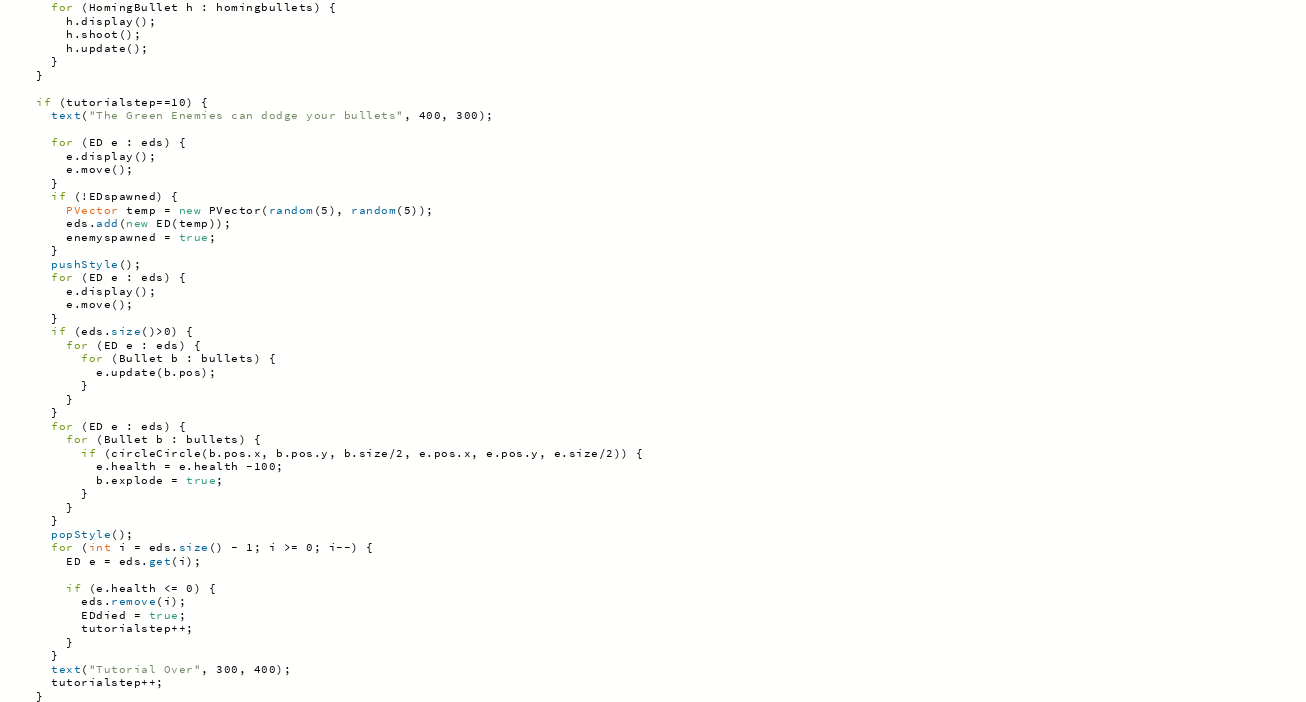 for (HomingBullet h : homingbullets) {
h.display();
h.shoot();
h.update();
}
}
if (tutorialstep==10) {
text("The Green Enemies can dodge your bullets", 400, 300);
for (ED e : eds) {
e.display();
e.move();
}
if (!EDspawned) {
PVector temp = new PVector(random(5), random(5));
eds.add(new ED(temp));
enemyspawned = true;
}
pushStyle();
for (ED e : eds) {
e.display();
e.move();
}
if (eds.size()>0) {
for (ED e : eds) {
for (Bullet b : bullets) {
e.update(b.pos);
}
}
}
for (ED e : eds) {
for (Bullet b : bullets) {
if (circleCircle(b.pos.x, b.pos.y, b.size/2, e.pos.x, e.pos.y, e.size/2)) {
e.health = e.health -100;
b.explode = true;
}
}
}
popStyle();
for (int i = eds.size() - 1; i >= 0; i--) {
ED e = eds.get(i);
if (e.health <= 0) {
eds.remove(i);
EDdied = true;
tutorialstep++;
}
}
text("Tutorial Over", 300, 400);
tutorialstep++;
}